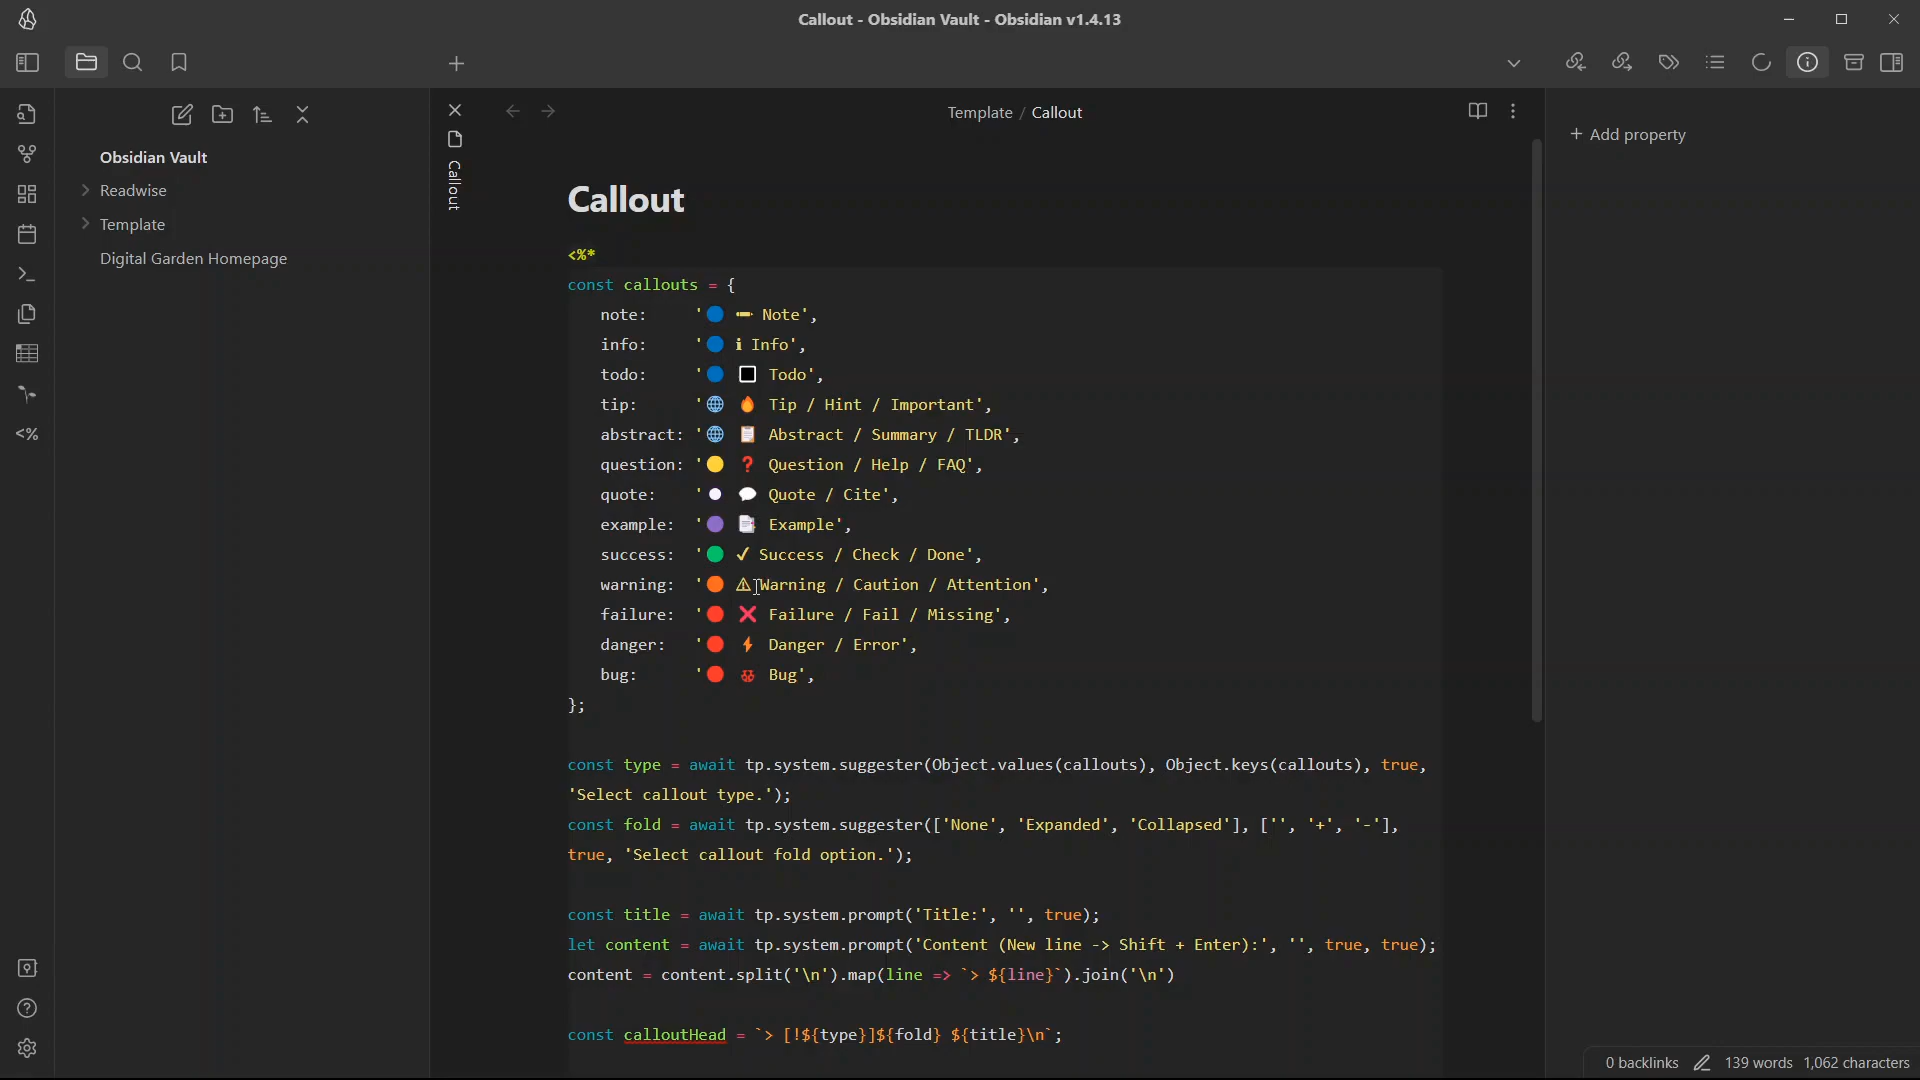 Callout - Obsidian Vault - Obsidian v1.4.13
Template / Callout
+ Add property
Obsidian Vault
Readwise
Template
Digital Garden Homepage
<%
Callout
Callout
<%*
const callouts = {
note: '🔵 ✏ Note',
info: '🔵 ℹ Info',
todo: '🔵 🔳 Todo',
tip: '🌐 🔥 Tip / Hint / Important',
abstract: '🌐 📋 Abstract / Summary / TLDR',
question: '🟡 ❓ Question / Help / FAQ',
quote: '⚪ 💬 Quote / Cite',
example: '🟣 📑 Example',
success: '🟢 ✔ Success / Check / Done',
warning: '🟠 ⚠ Warning / Caution / Attention',
failure: '🔴 ❌ Failure / Fail / Missing',
danger: '🔴 ⚡ Danger / Error',
bug: '🔴 🐞 Bug',
};
const type = await tp.system.suggester(Object.values(callouts), Object.keys(callouts), true,
'Select callout type.');
const fold = await tp.system.suggester(['None', 'Expanded', 'Collapsed'], ['', '+', '-'],
true, 'Select callout fold option.');
const title = await tp.system.prompt('Title:', '', true);
let content = await tp.system.prompt('Content (New line -> Shift + Enter):', '', true, true);
content = content.split('\n').map(line => `> ${line}`).join('\n')
const calloutHead = `> [!${type}]${fold} ${title}\n`;
0 backlinks 139 words 1,062 characters